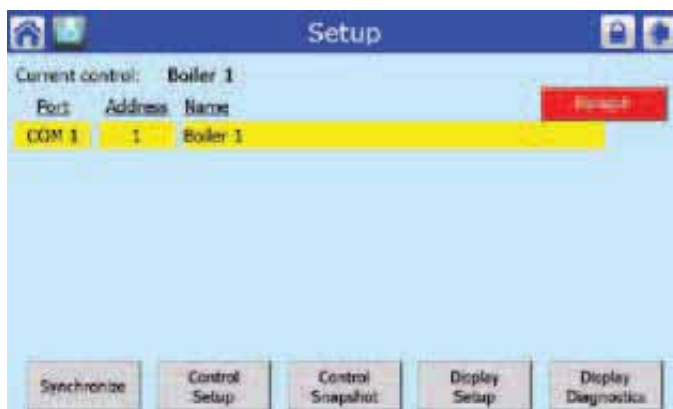 Setup
Current control: Boiler 1
Port Address Name
COM 1 1 Boiler 1
Synchronize
Control
Setup
Control
Snapshot
Display
Setup
Display
Diagnostics